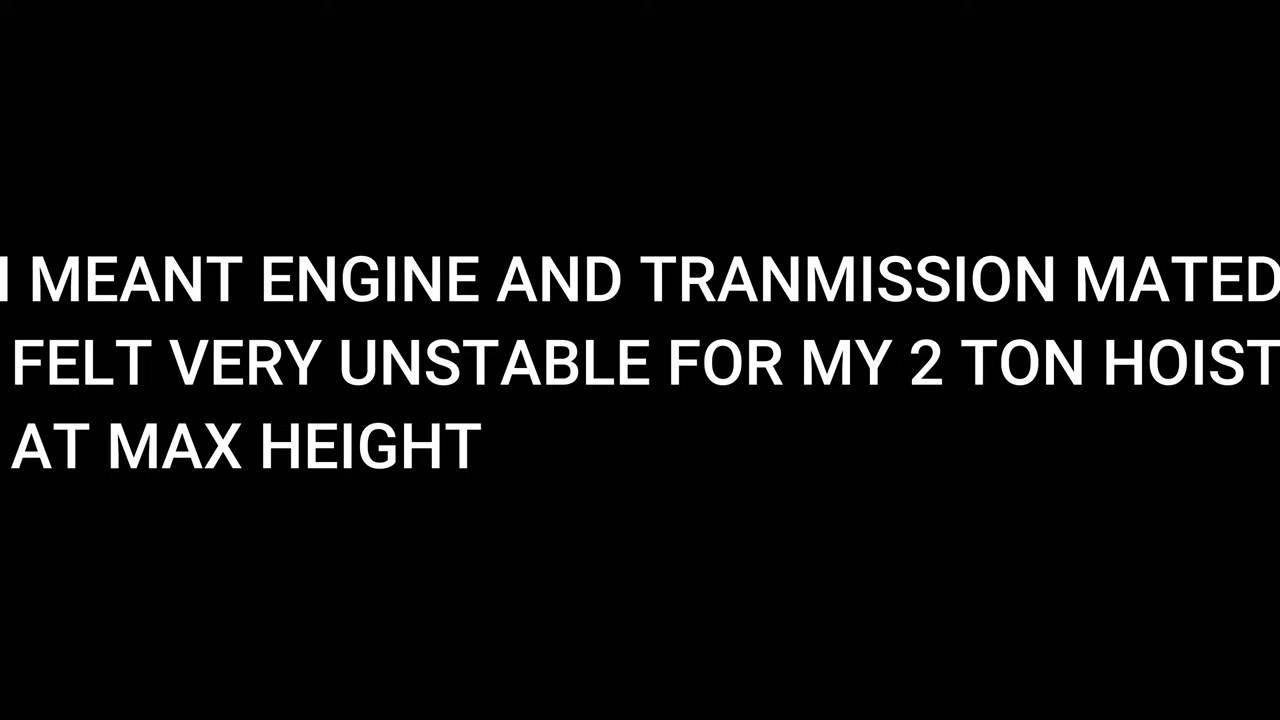 I MEANT ENGINE AND TRANMISSION MATED
FELT VERY UNSTABLE FOR MY 2 TON HOIST
AT MAX HEIGHT